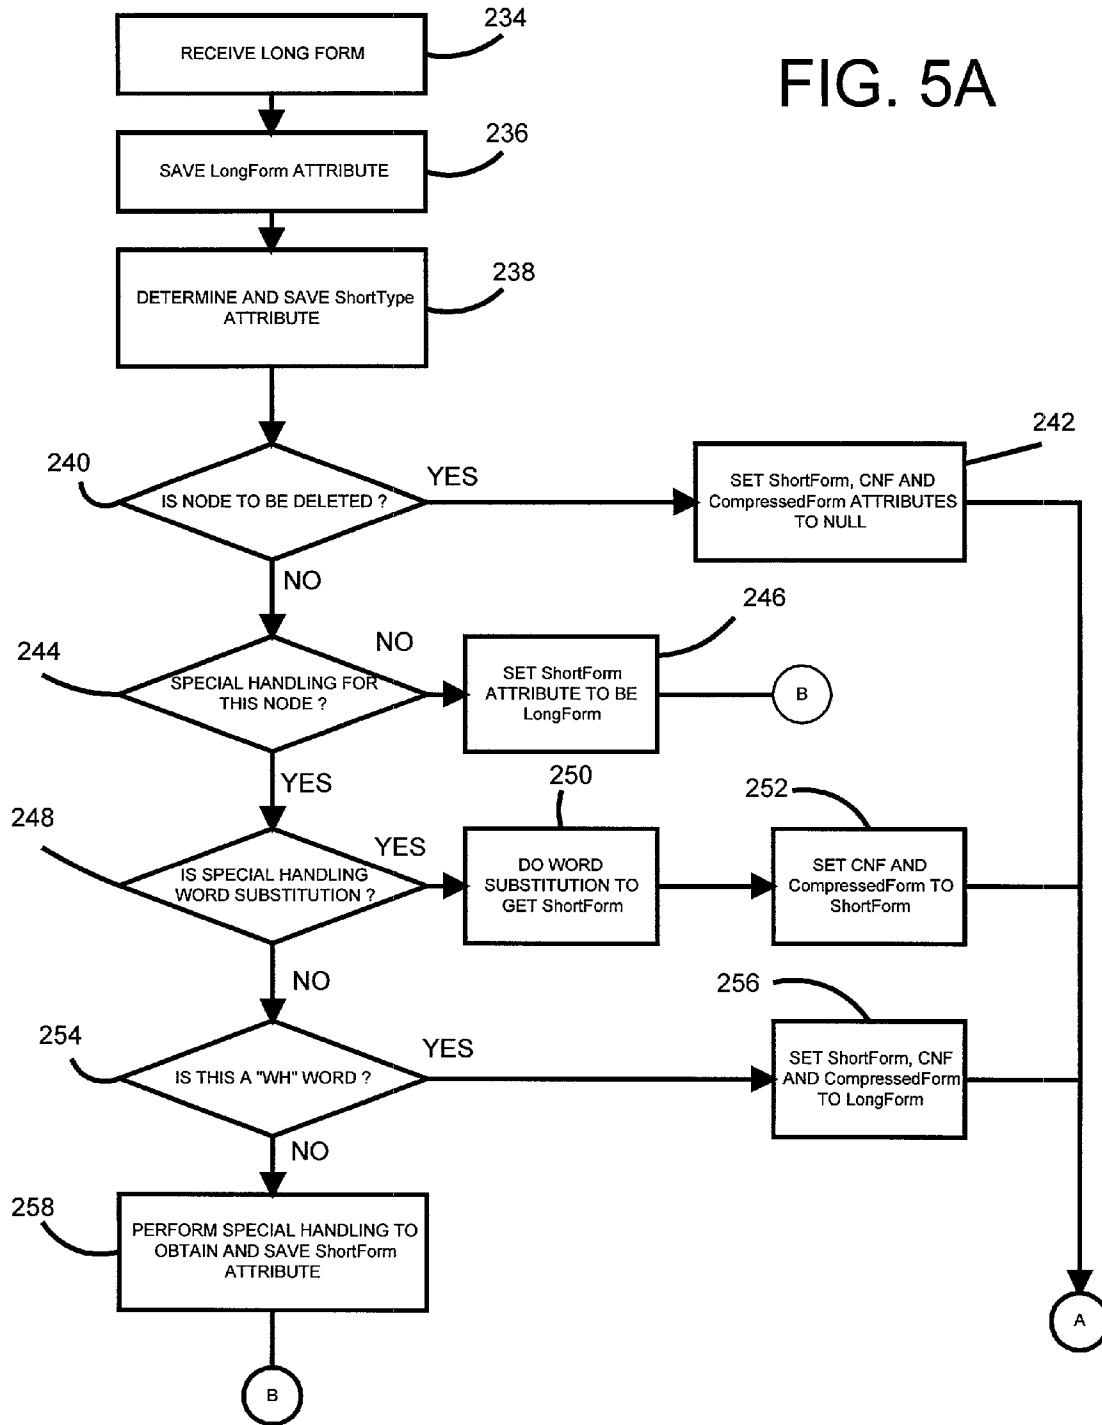 234
RECEIVE LONG FORM
FIG. 5A
236
SAVE LongForm ATTRIBUTE
238
DETERMINE AND SAVE ShortType
ATTRIBUTE
240
IS NODE TO BE DELETED ?
YES
242
SET ShortForm, CNF AND
CompressedForm ATTRIBUTES
TO NULL
NO
244
SPECIAL HANDLING FOR
THIS NODE ?
NO
246
SET ShortForm
ATTRIBUTE TO BE
LongForm
B
YES
248
IS SPECIAL HANDLING
WORD SUBSTITUTION ?
YES
250
DO WORD
SUBSTITUTION TO
GET ShortForm
252
SET CNF AND
CompressedForm TO
ShortForm
NO
254
IS THIS A "WH" WORD ?
YES
256
SET ShortForm, CNF
AND CompressedForm
TO LongForm
NO
258
PERFORM SPECIAL HANDLING TO
OBTAIN AND SAVE ShortForm
ATTRIBUTE
A
B